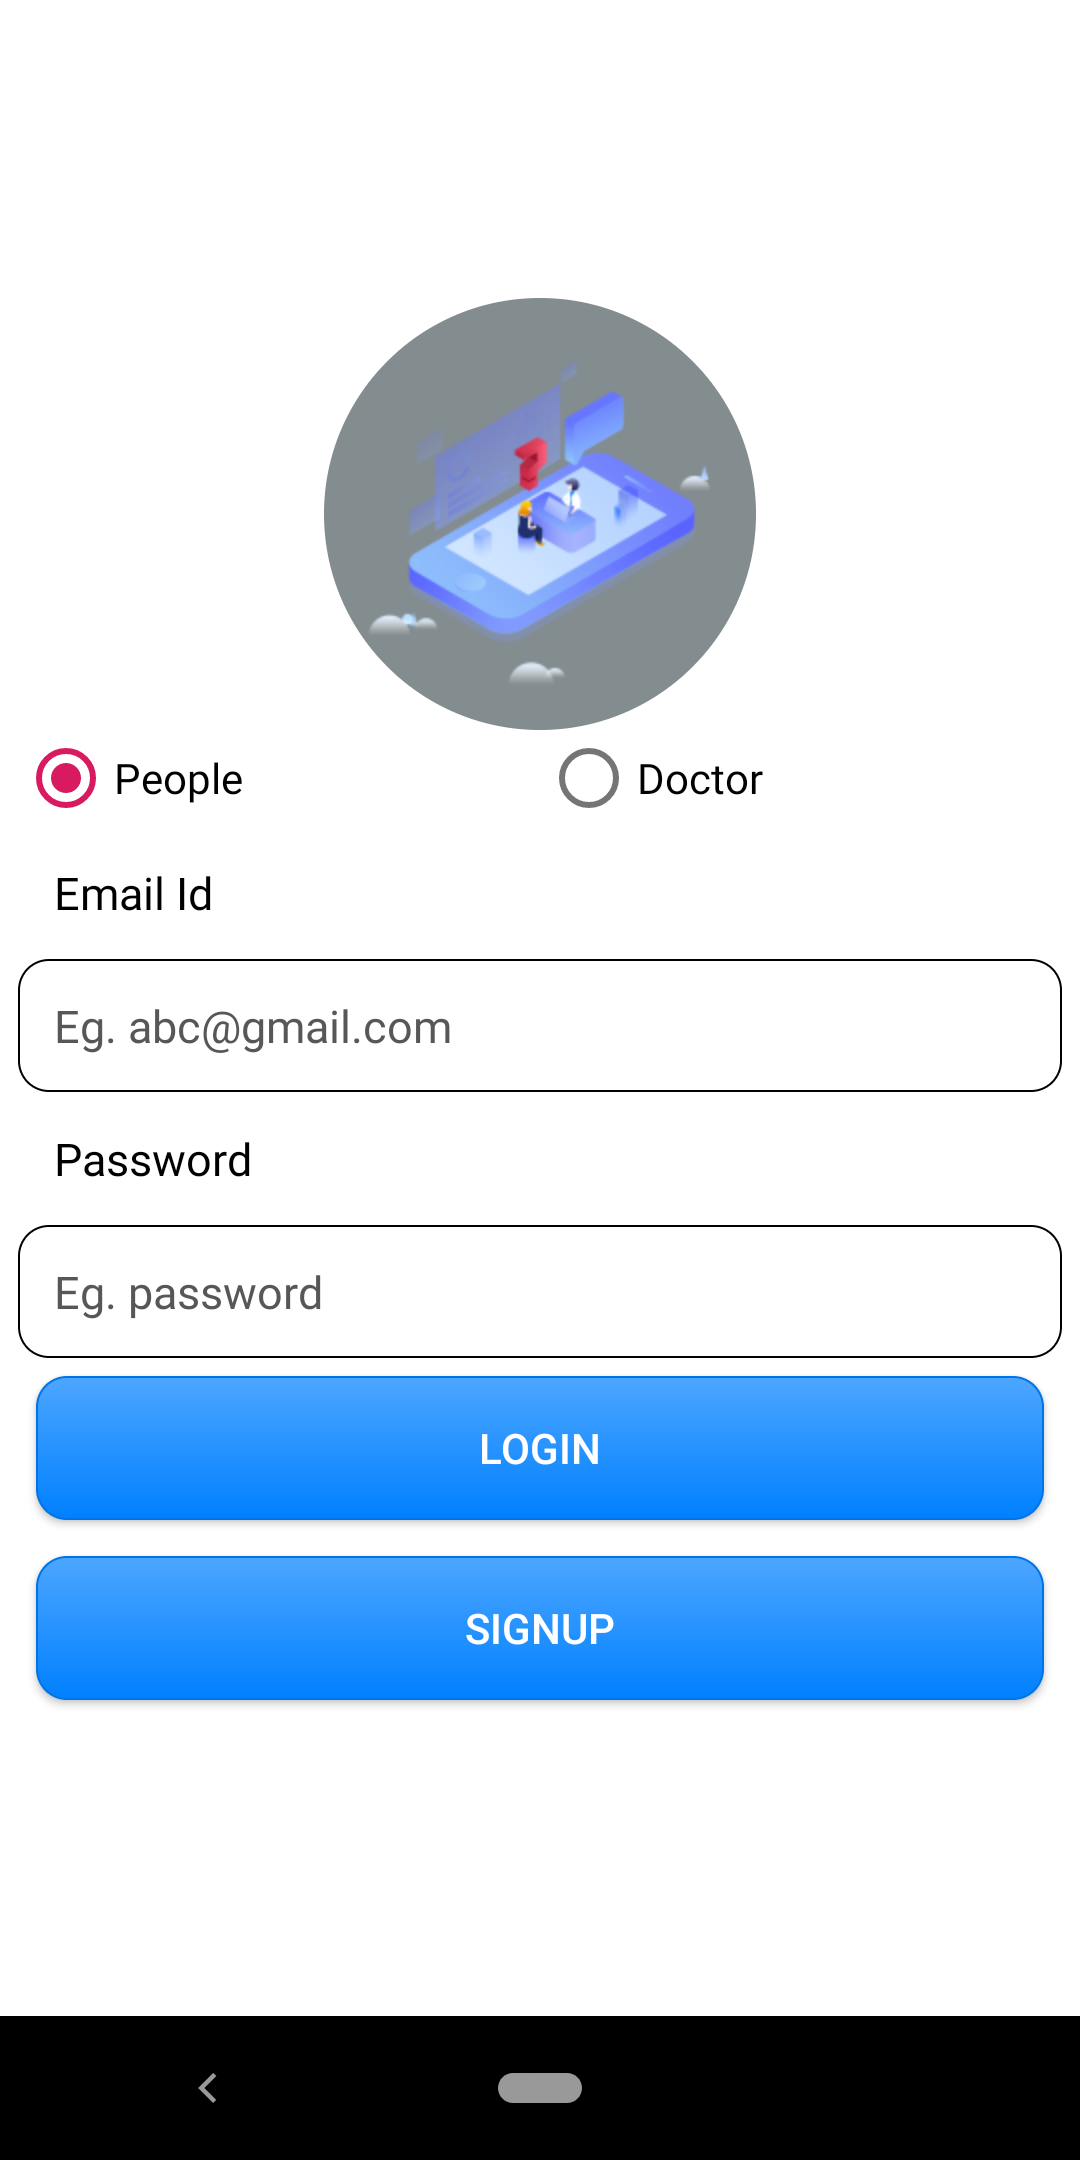 ?
People
Doctor
Email Id
Eg. abc@gmail.com
Password
Eg. password
LOGIN
SIGNUP